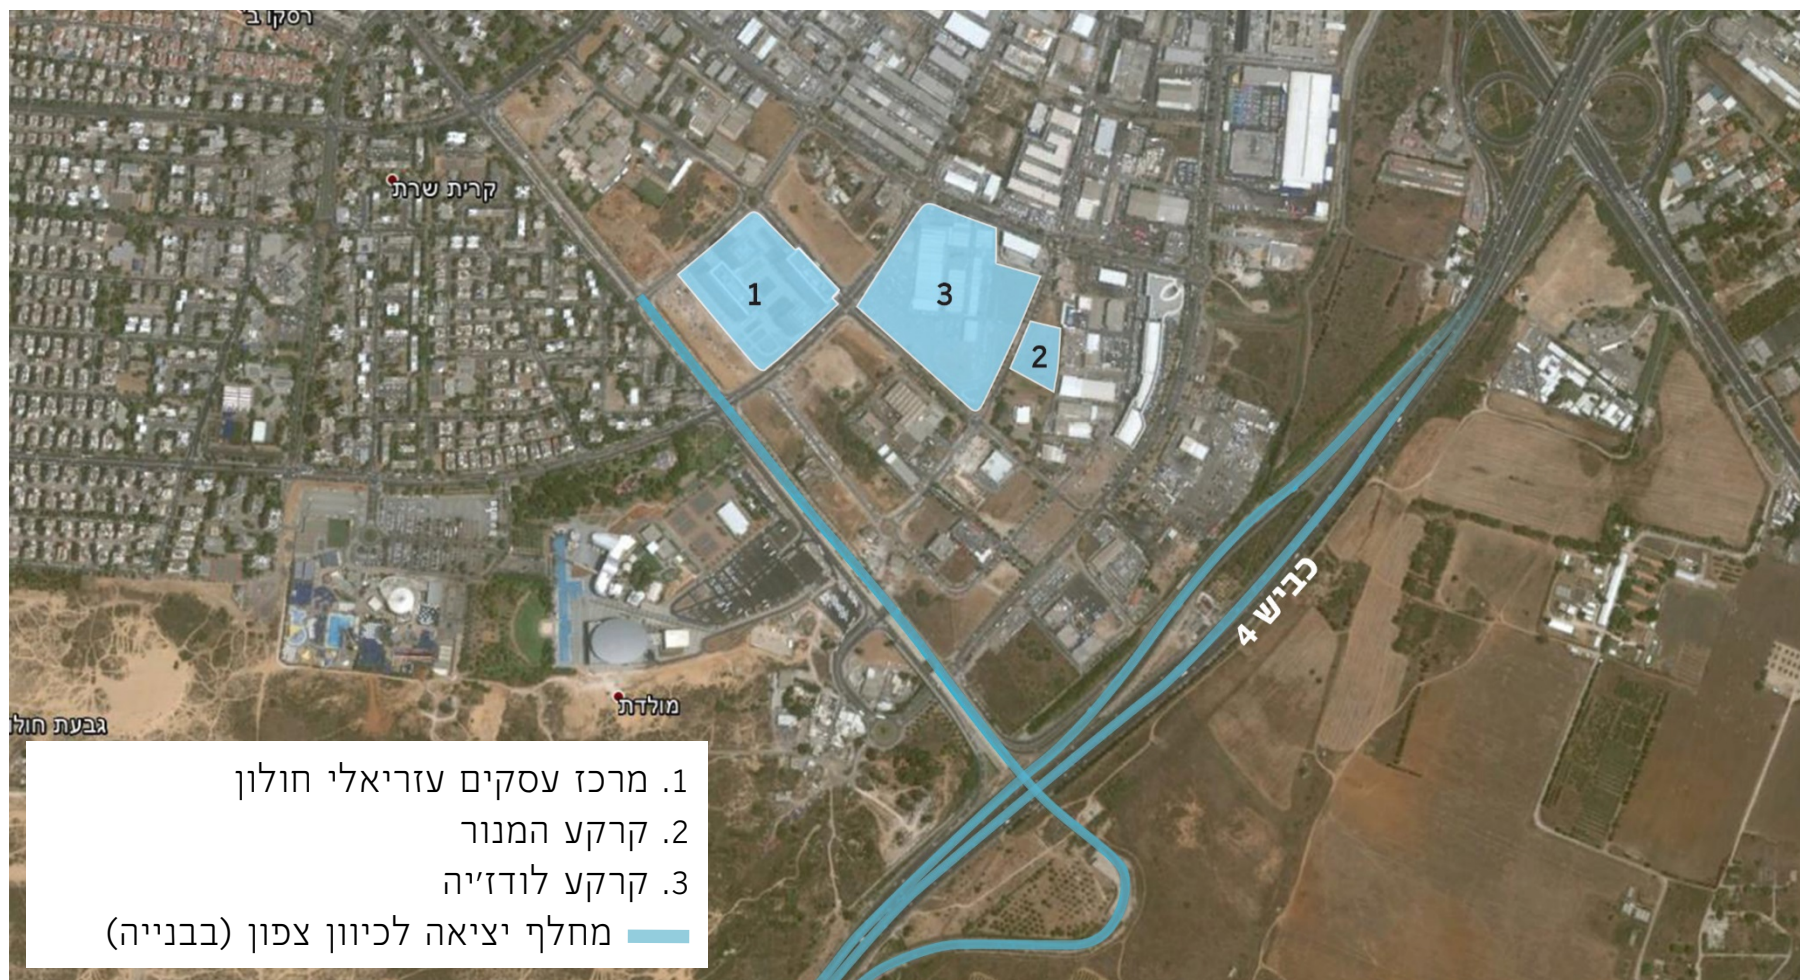 רסקו ב'
קרית שרת
1
3
2
כביש 4
מולדת
גבעת חולו
1. מרכז עסקים עזריאלי חולון
2. קרקע המנור
3. קרקע לודז'יה
מחלף יציאה לכיוון צפון (בבנייה)